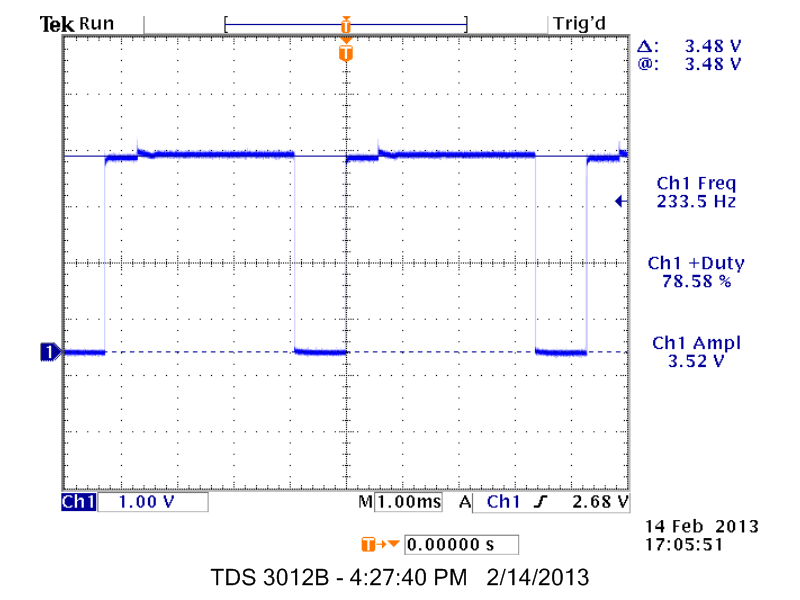 Tek Run Trig'd
T
T
Δ: 3.48 V
@: 3.48 V
Ch1 Freq
233.5 Hz
Ch1 +Duty
78.58 %
1
Ch1 Ampl
3.52 V
Ch1 1.00 V M 1.00ms A Ch1 2.68 V
14 Feb 2013
17:05:51
T 0.00000 s
TDS 3012B - 4:27:40 PM 2/14/2013